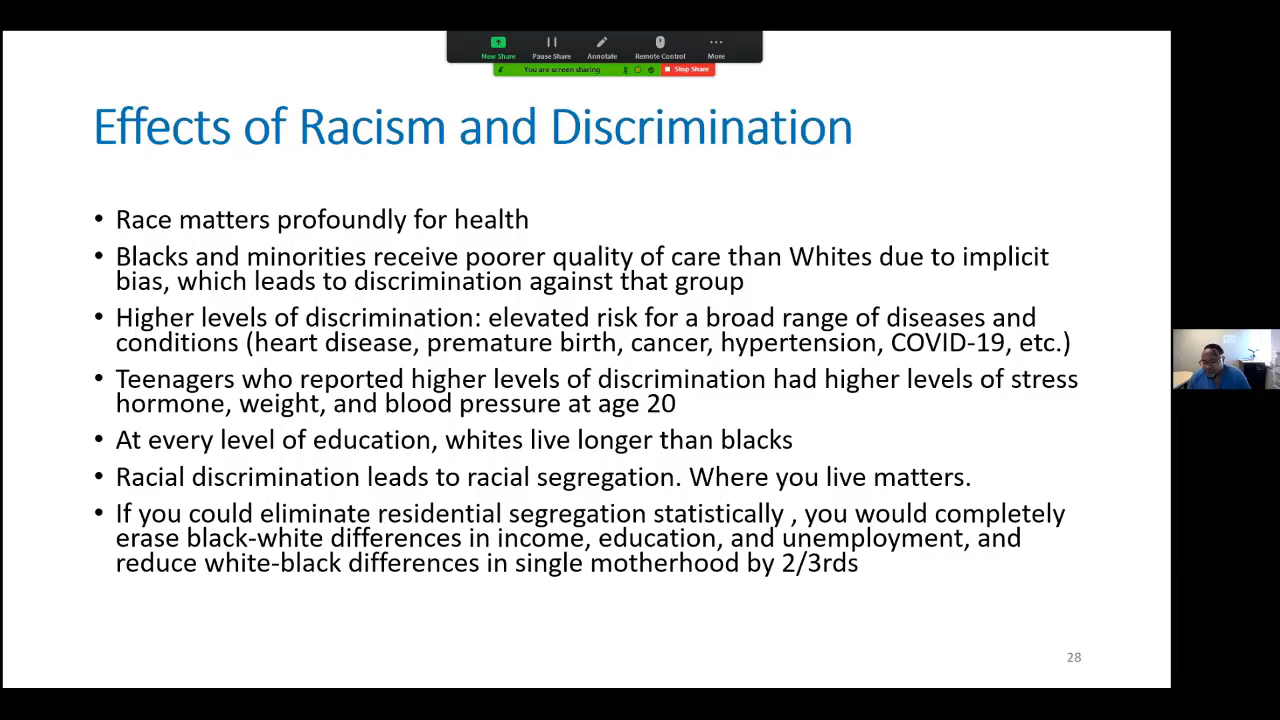 New Share Pause Share Annotate Remote Control More
You are screen sharing Stop Share
Effects of Racism and Discrimination
• Race matters profoundly for health
• Blacks and minorities receive poorer quality of care than Whites due to implicit
bias, which leads to discrimination against that group
• Higher levels of discrimination: elevated risk for a broad range of diseases and
conditions (heart disease, premature birth, cancer, hypertension, COVID-19, etc.)
• Teenagers who reported higher levels of discrimination had higher levels of stress
hormone, weight, and blood pressure at age 20
• At every level of education, whites live longer than blacks
• Racial discrimination leads to racial segregation. Where you live matters.
• If you could eliminate residential segregation statistically , you would completely
erase black-white differences in income, education, and unemployment, and
reduce white-black differences in single motherhood by 2/3rds
28